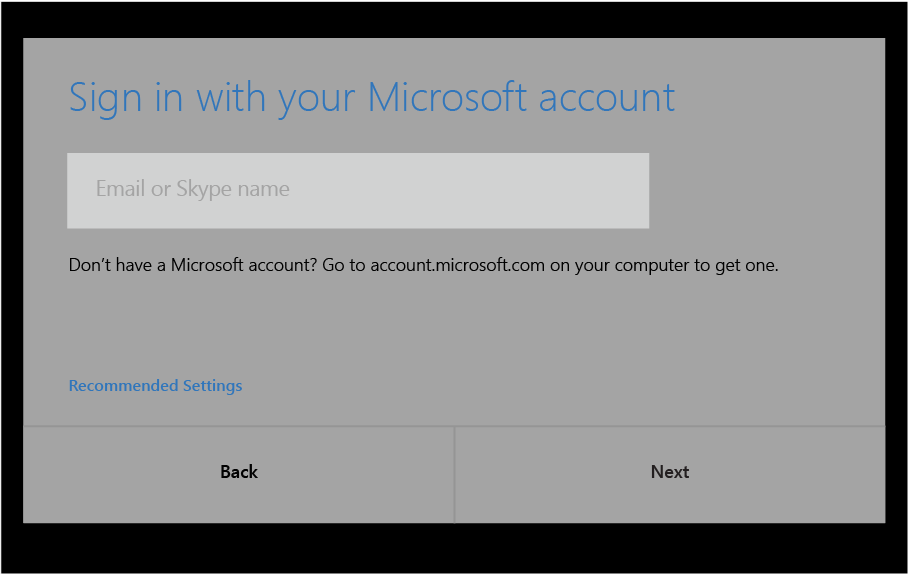 Sign in with your Microsoft account
Email or Skype name
Don’t have a Microsoft account? Go to account.microsoft.com on your computer to get one.
Recommended Settings
Back
Next